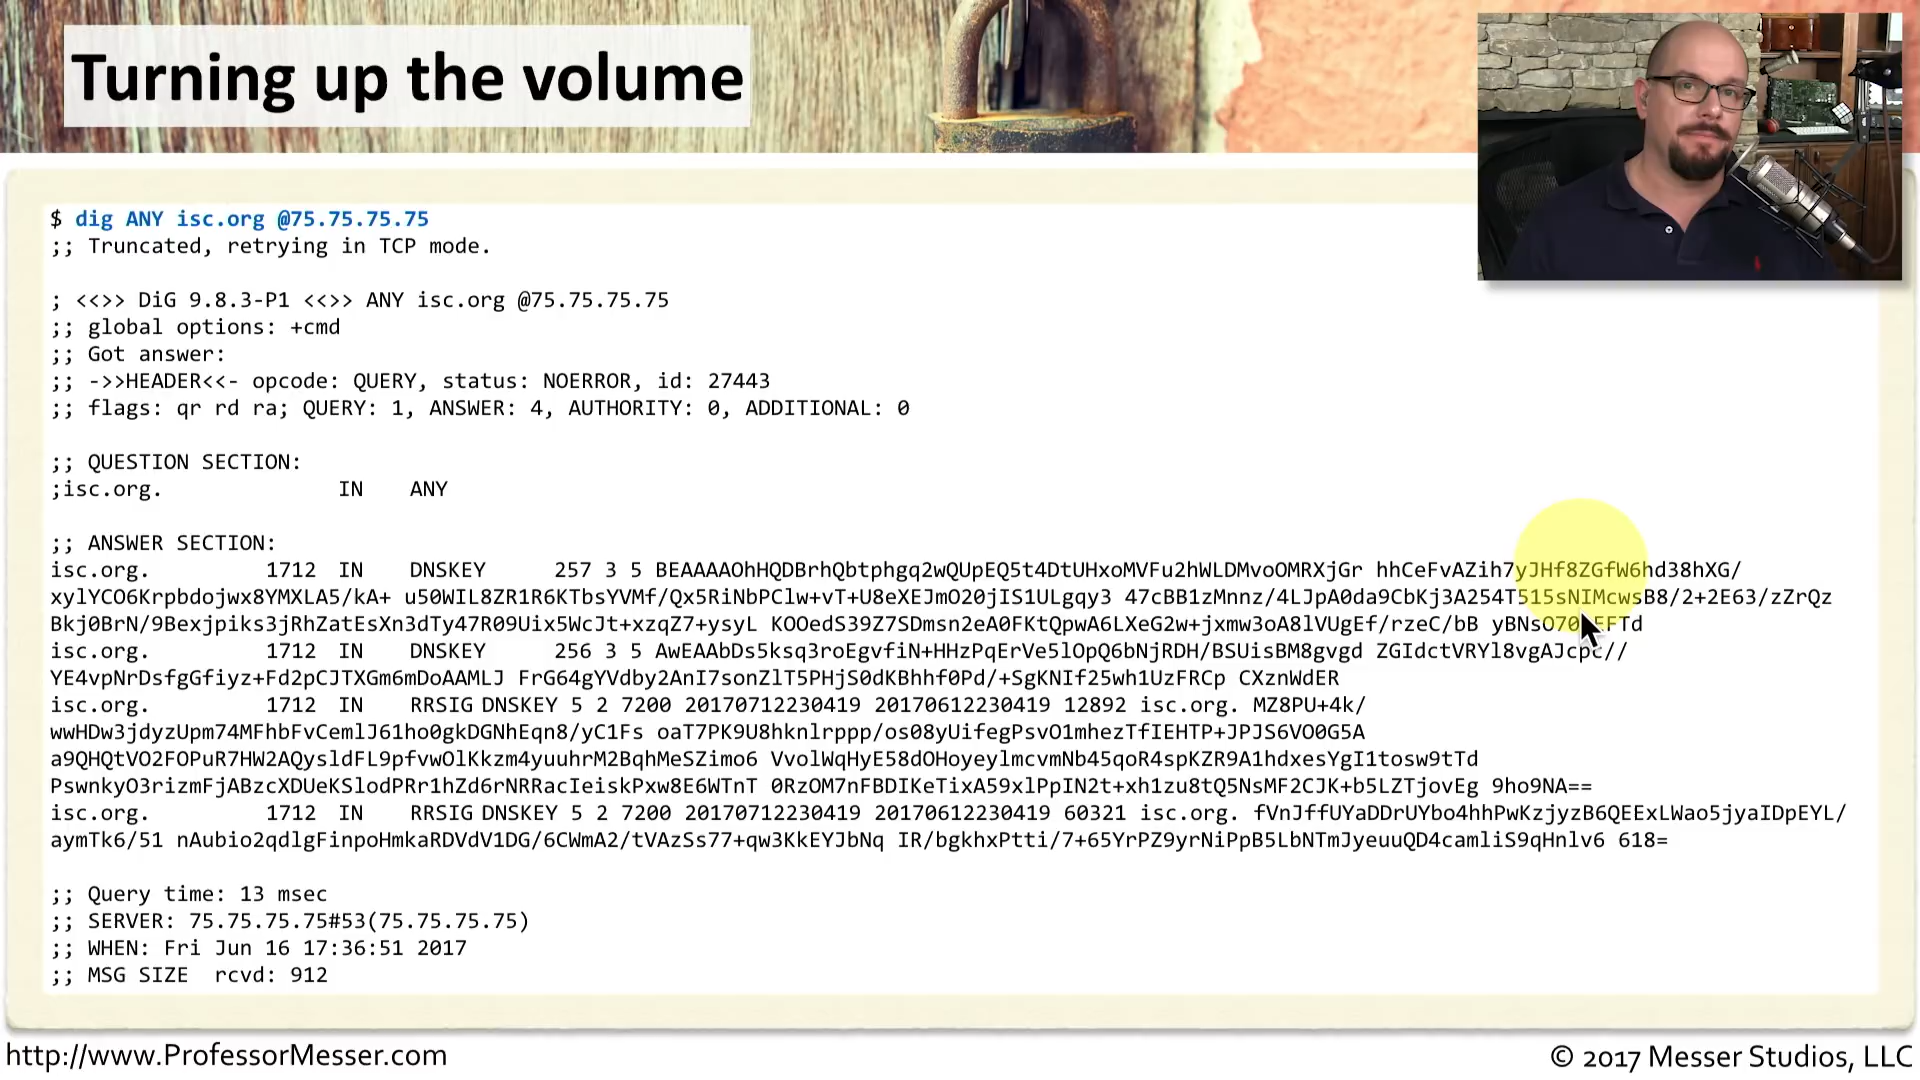 Turning up the volume
$ dig ANY isc.org @75.75.75.75
;; Truncated, retrying in TCP mode.
; <<>> DiG 9.8.3-P1 <<>> ANY isc.org @75.75.75.75
;; global options: +cmd
;; Got answer:
;; ->>HEADER<<- opcode: QUERY, status: NOERROR, id: 27443
;; flags: qr rd ra; QUERY: 1, ANSWER: 4, AUTHORITY: 0, ADDITIONAL: 0
;; QUESTION SECTION:
;isc.org. IN ANY
;; ANSWER SECTION:
isc.org. 1712 IN DNSKEY 257 3 5 BEAAAAOhHQDBrhQbtphgq2wQUpEQ5t4DtUHxoMVFu2hWLDMvoOMRXjGr hhCeFvAZih7yJHf8ZGfW6hd38hXG/
xylYCO6Krpbdojwx8YMXLA5/kA+ u50WIL8ZR1R6KTbsYVMf/Qx5RiNbPClw+vT+U8eXEJmO20jIS1ULgqy3 47cBB1zMnnz/4LJpA0da9CbKj3A254T515sNIMcwsB8/2+2E63/zZrQz
Bkj0BrN/9Bexjpiks3jRhZatEsXn3dTy47R09Uix5WcJt+xzqZ7+ysyL KOOedS39Z7SDmsn2eA0FKtQpwA6LXeG2w+jxmw3oA8lVUgEf/rzeC/bB
isc.org. 1712 IN DNSKEY 256 3 5 AwEAAbDs5ksq3roEgvfiN+HHzPqErVe5lOpQ6bNjRDH/BSUisBM8gvgd
YE4vpNrDsfgGfiyz+Fd2pCJTXGm6mDoAAMLJ FrG64gYVdby2AnI7sonZlT5PHjS0dKBhhf0Pd/+SgKNIf25wh1UzFRCp CXznWdER
isc.org. 1712 IN RRSIG DNSKEY 5 2 7200 20170712230419 20170612230419 12892 isc.org. MZ8PU+4k/
wwHDw3jdyzUpm74MFhbFvCemlJ61ho0gkDGNhEqn8/yC1Fs oaT7PK9U8hknlrppp/os08yUifegPsvO1mhezTfIEHTP+JPJS6VO0G5A
a9QHQtVO2FOPuR7HW2AQysldFL9pfvwOlKkzm4yuuhrM2BqhMeSZimo6 VvolWqHyE58dOHoyeylmcvmNb45qoR4spKZR9A1hdxesYgI1tosw9tTd
PswnkyO3rizmFjABzcXDUeKSlodPRr1hZd6rNRRacIeiskPxw8E6WTnT 0RzOM7nFBDIKeTixA59xlPpIN2t+xh1zu8tQ5NsMF2CJK+b5LZTjovEg 9ho9NA==
isc.org. 1712 IN RRSIG DNSKEY 5 2 7200 20170712230419 20170612230419 60321 isc.org. fVnJffUYaDDrUYbo4hhPwKzjyzB6QEExLWao5jyaIDpEYL/
aymTk6/51 nAubio2qdlgFinpoHmkaRDVdV1DG/6CWmA2/tVAzSs77+qw3KkEYJbNq IR/bgkhxPtti/7+65YrPZ9yrNiPpB5LbNTmJyeuuQD4camliS9qHnlv6 618=
;; Query time: 13 msec
;; SERVER: 75.75.75.75#53(75.75.75.75)
;; WHEN: Fri Jun 16 17:36:51 2017
;; MSG SIZE rcvd: 912
http://www.ProfessorMesser.com
© 2017 Messer Studios, LLC